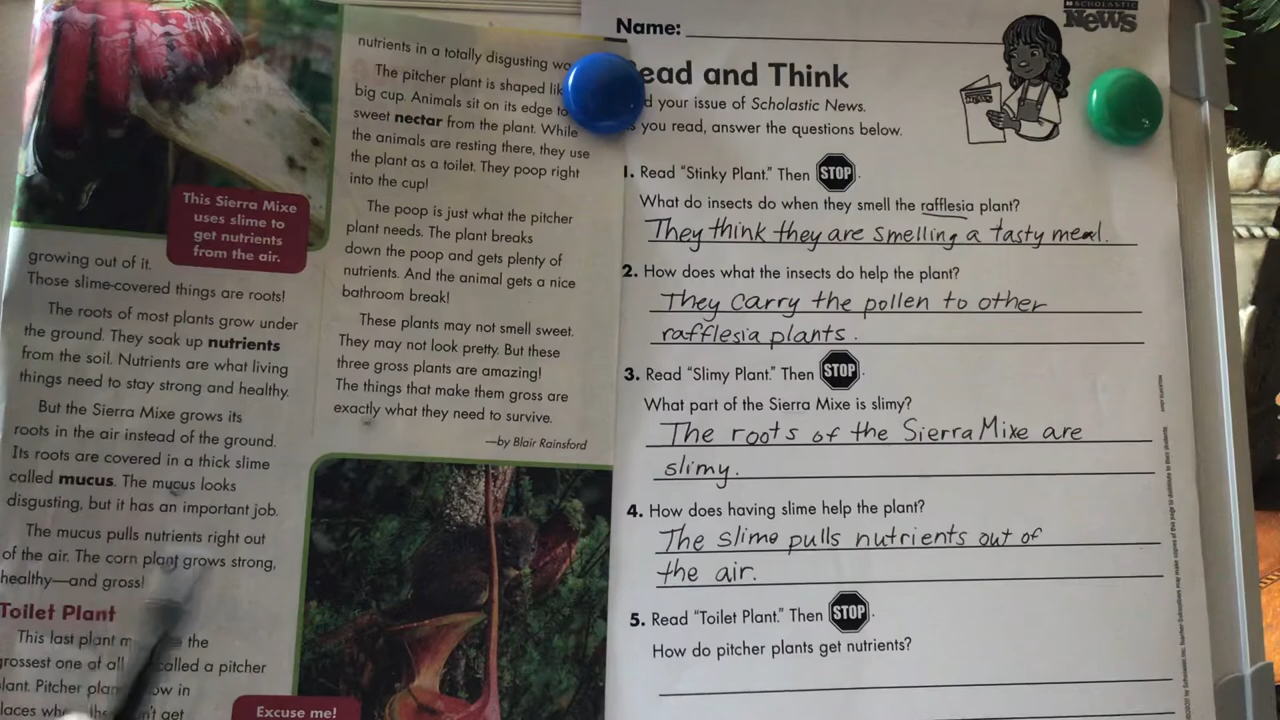 This Sierra Mixe
uses slime to
get nutrients
from the air.
growing out of it.
Those slime-covered things are roots!
The roots of most plants grow under
the ground. They soak up nutrients
from the soil. Nutrients are what living
things need to stay strong and healthy.
But the Sierra Mixe grows its
roots in the air instead of the ground.
Its roots are covered in a thick slime
called mucus. The mucus looks
disgusting, but it has an important job.
The mucus pulls nutrients right out
of the air. The corn plant grows strong,
healthy—and gross!
Toilet Plant
This last plant the
grossest one of all called a pitcher
plant. Pitcher in
get
nutrients in a totally disgusting
The pitcher plant is shaped
big cup. Animals sit on its edge to
sweet nectar from the plant. While
the animals are resting there, they use
the plant as a toilet. They poop right
into the cup!
The poop is just what the pitcher
plant needs. The plant breaks
down the poop and gets plenty of
nutrients. And the animal gets a nice
bathroom break!
These plants may not smell sweet.
They may not look pretty. But these
three gross plants are amazing!
The things that make them gross are
exactly what they need to survive.
—by Blair Rainsford
Excuse me!
SCHOLASTIC
NEWS
Name:
ead and Think
d your issue of Scholastic News.
you read, answer the questions below.
1. Read "Stinky Plant." Then STOP.
What do insects do when they smell the rafflesia plant?
They think they are smelling a tasty meal.
2. How does what the insects do help the plant?
They carry the pollen to other
rafflesia plants.
3. Read "Slimy Plant." Then STOP.
What part of the Sierra Mixe is slimy?
The roots of the Sierra Mixe are
slimy.
4. How does having slime help the plant?
The slime pulls nutrients out of
the air.
5. Read "Toilet Plant." Then STOP.
How do pitcher plants get nutrients?